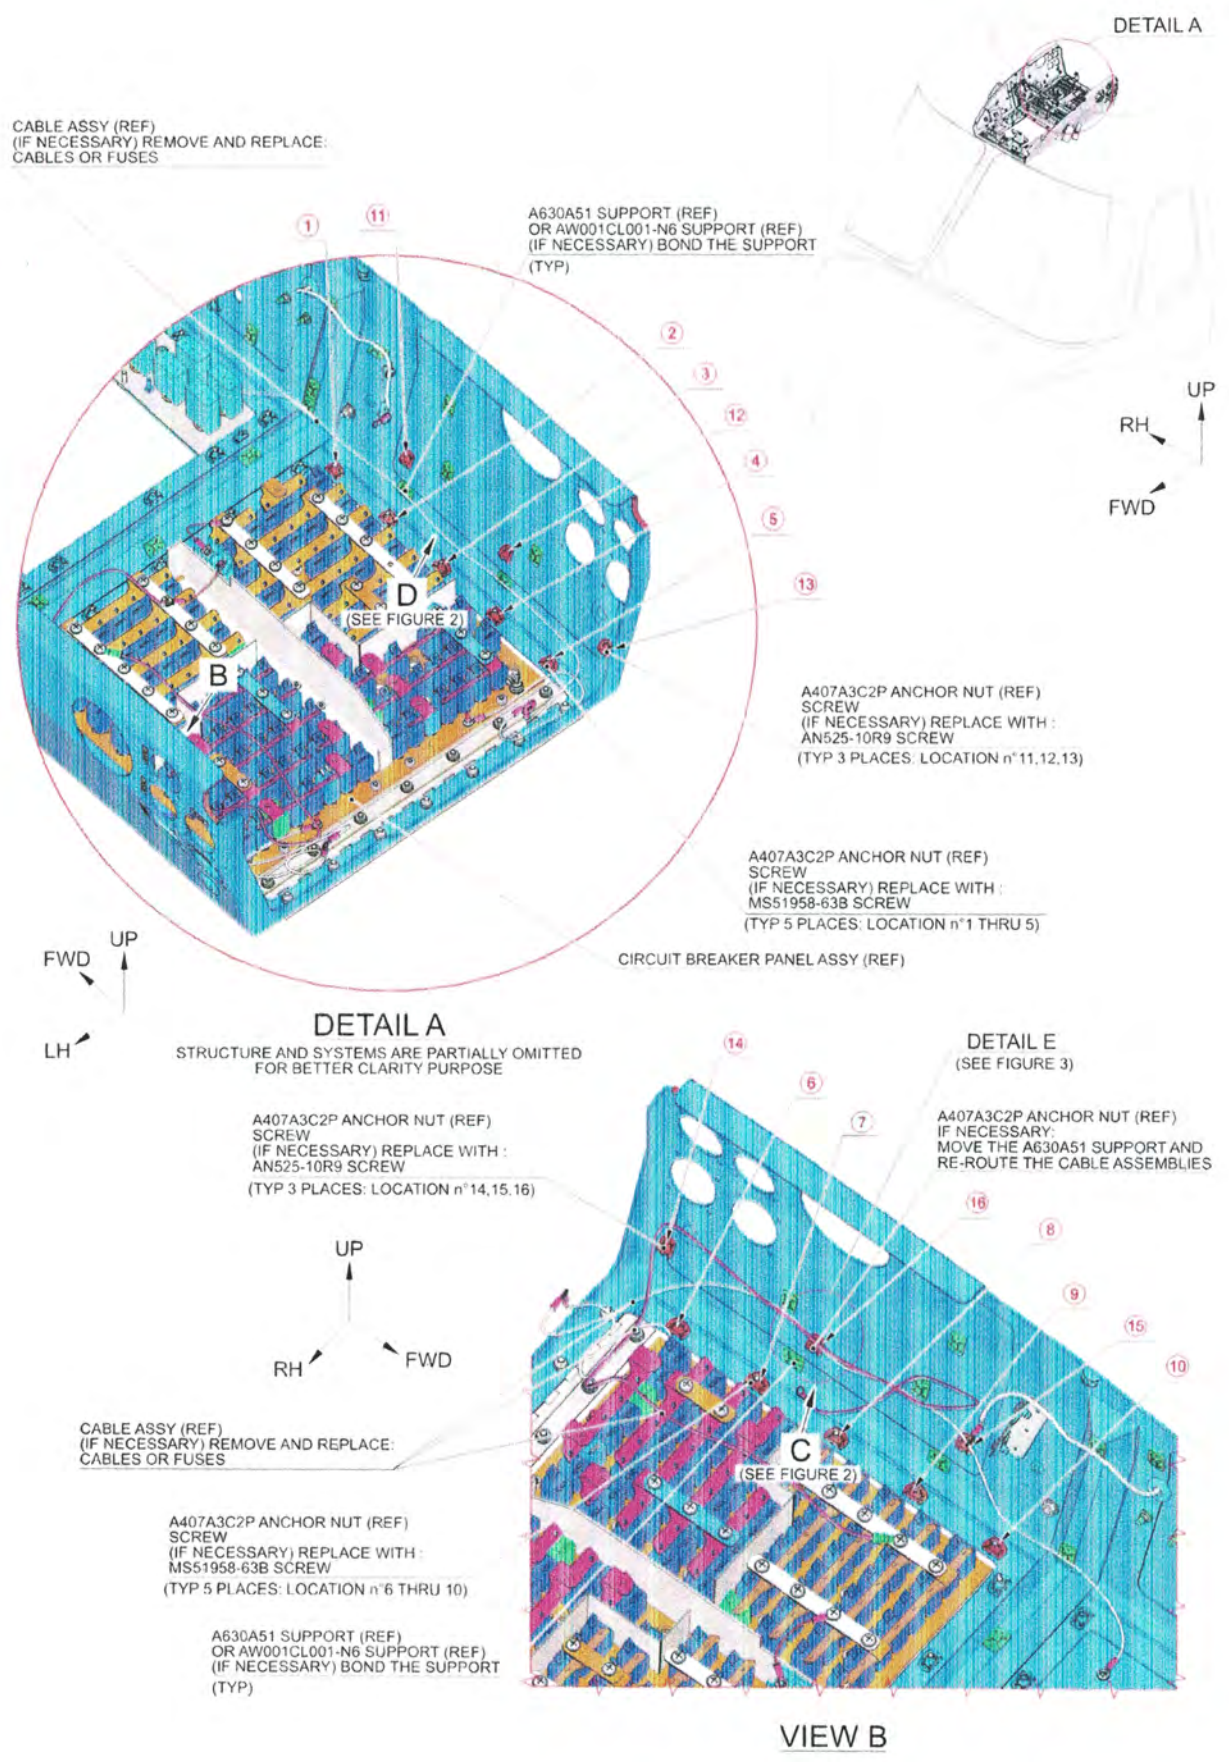 DETAIL A
CABLE ASSY (REF)
(IF NECESSARY) REMOVE AND REPLACE:
CABLES OR FUSES
1
11
A630A51 SUPPORT (REF)
OR AW001CL001-N6 SUPPORT (REF)
(IF NECESSARY) BOND THE SUPPORT
(TYP)
2
3
12
4
5
13
UP
RH
FWD
D
(SEE FIGURE 2)
B
A407A3C2P ANCHOR NUT (REF)
SCREW
(IF NECESSARY) REPLACE WITH :
AN525-10R9 SCREW
(TYP 3 PLACES: LOCATION n°11,12,13)
A407A3C2P ANCHOR NUT (REF)
SCREW
(IF NECESSARY) REPLACE WITH :
MS51958-63B SCREW
(TYP 5 PLACES: LOCATION n°1 THRU 5)
CIRCUIT BREAKER PANEL ASSY (REF)
UP
FWD
LH
DETAIL A
STRUCTURE AND SYSTEMS ARE PARTIALLY OMITTED
FOR BETTER CLARITY PURPOSE
14
DETAIL E
(SEE FIGURE 3)
6
7
A407A3C2P ANCHOR NUT (REF)
SCREW
(IF NECESSARY) REPLACE WITH :
AN525-10R9 SCREW
(TYP 3 PLACES: LOCATION n°14,15.16)
A407A3C2P ANCHOR NUT (REF)
IF NECESSARY:
MOVE THE A630A51 SUPPORT AND
RE-ROUTE THE CABLE ASSEMBLIES
16
8
9
15
10
UP
RH
FWD
CABLE ASSY (REF)
(IF NECESSARY) REMOVE AND REPLACE:
CABLES OR FUSES
C
(SEE FIGURE 2)
A407A3C2P ANCHOR NUT (REF)
SCREW
(IF NECESSARY) REPLACE WITH :
MS51958-63B SCREW
(TYP 5 PLACES: LOCATION n°6 THRU 10)
A630A51 SUPPORT (REF)
OR AW001CL001-N6 SUPPORT (REF)
(IF NECESSARY) BOND THE SUPPORT
(TYP)
VIEW B